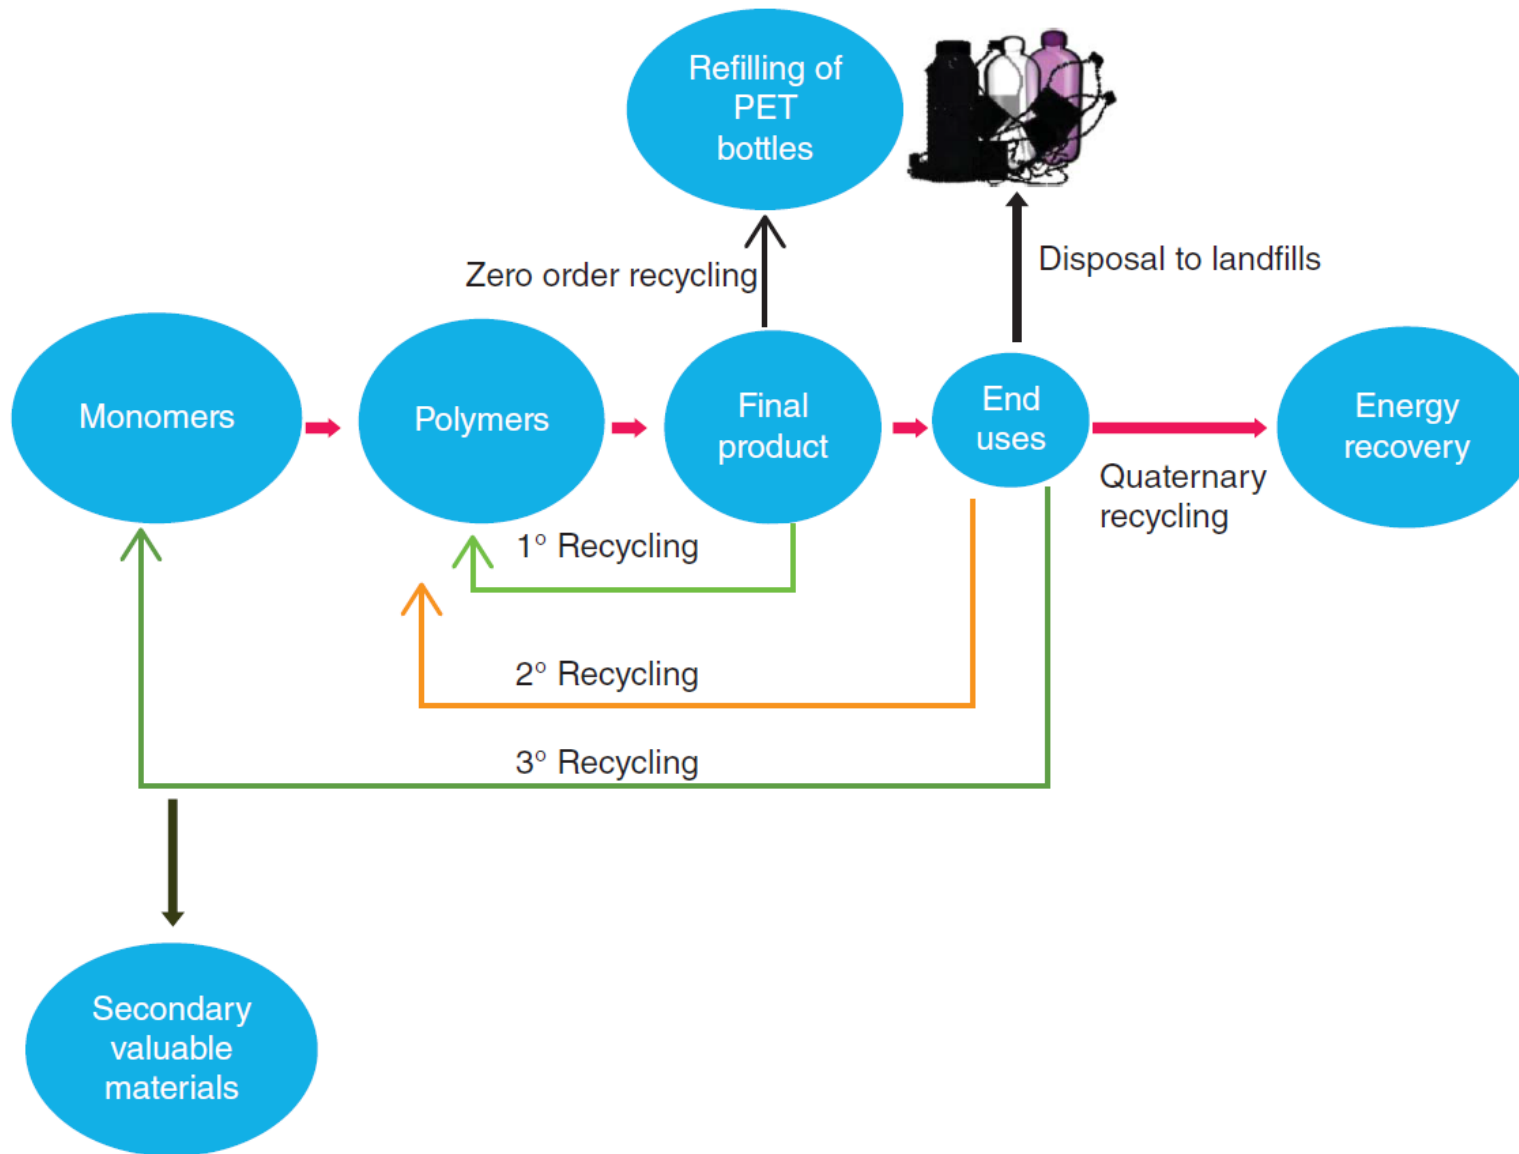 Refilling of
PET
bottles
Zero order recycling
Disposal to landfills
Monomers
Polymers
Final
product
End
uses
Energy
recovery
Quaternary
recycling
1° Recycling
2° Recycling
3° Recycling
Secondary
valuable
materials